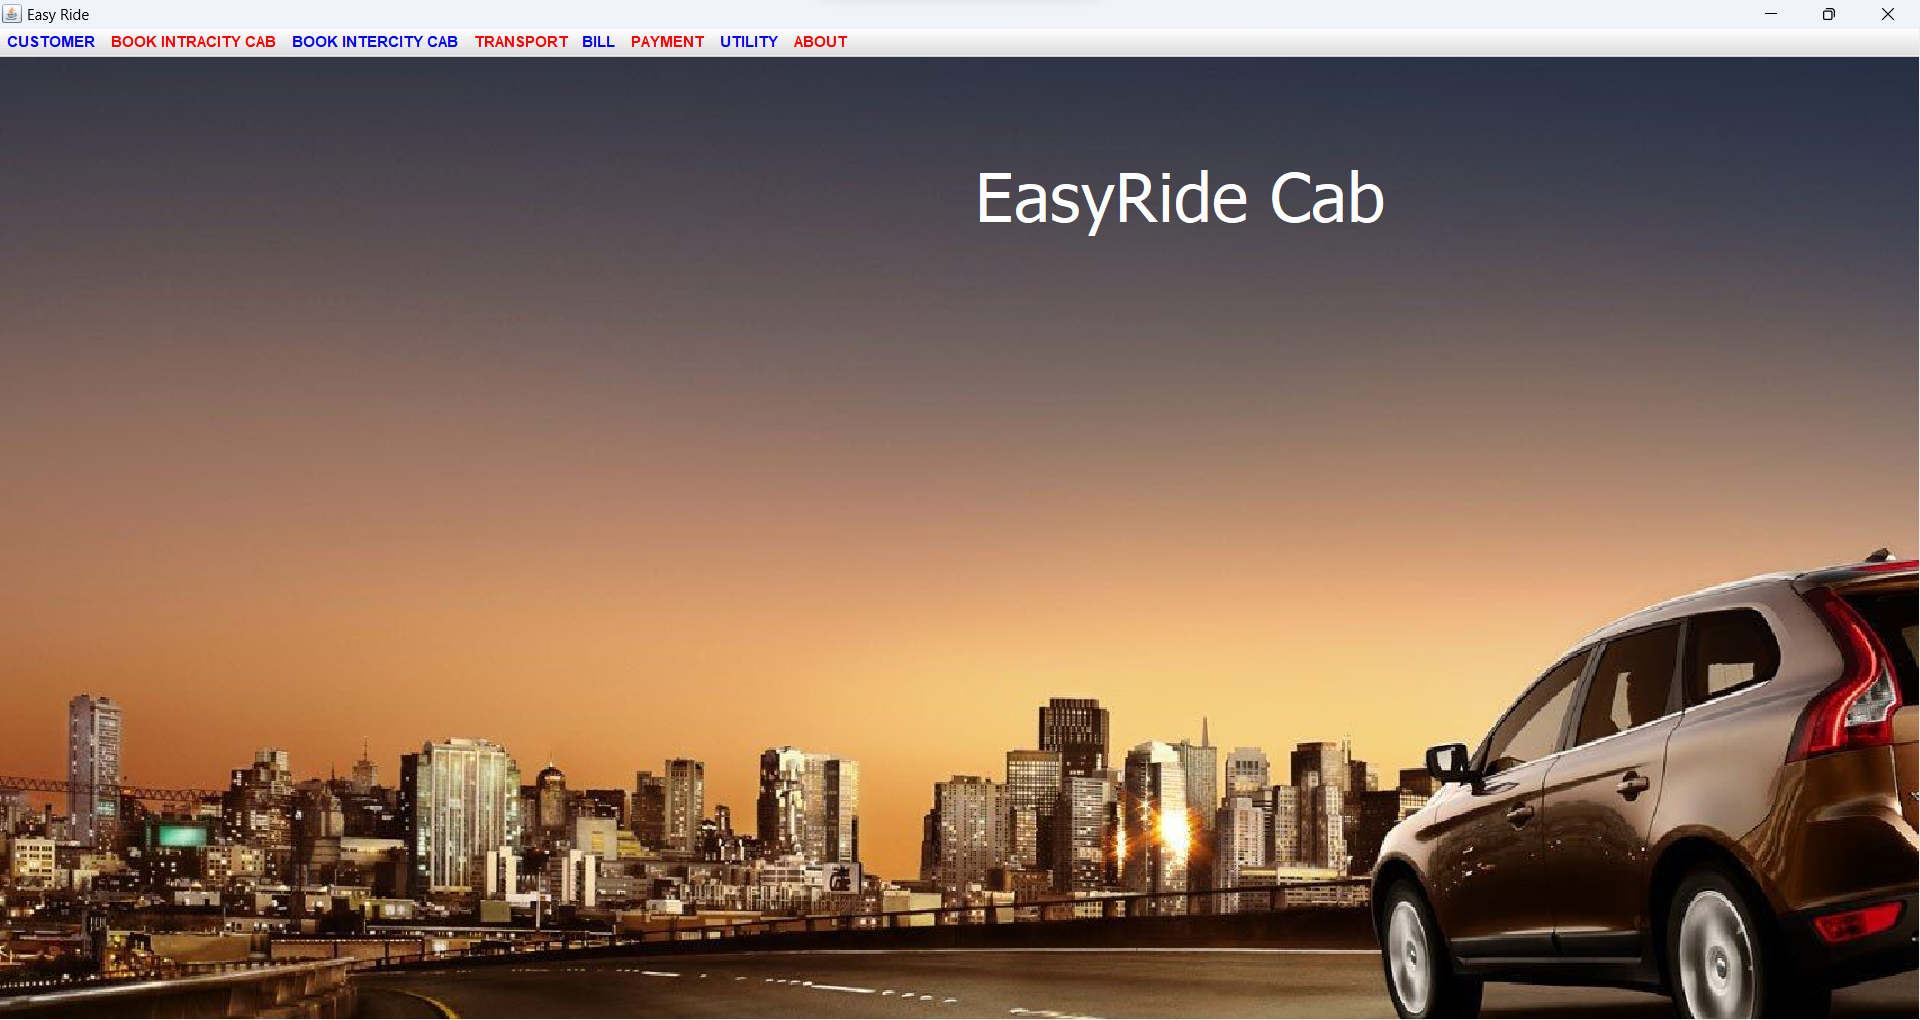 Easy Ride
CUSTOMER BOOK INTRACITY CAB BOOK INTERCITY CAB TRANSPORT BILL PAYMENT UTILITY ABOUT
EasyRide Cab